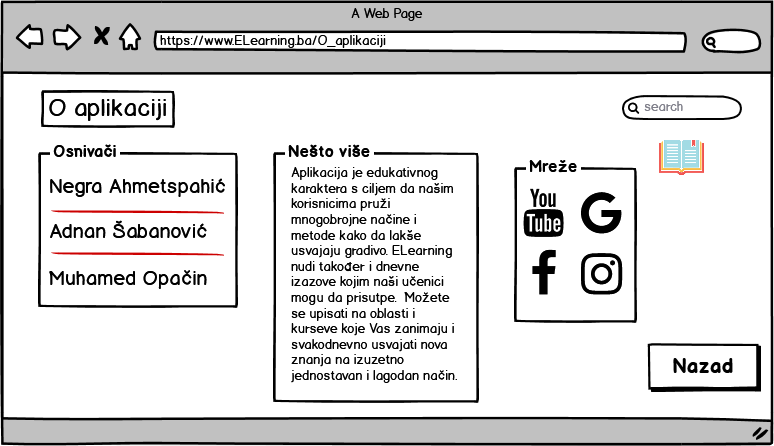 A Web Page
https://www.ELearning.ba/O_aplikaciji
O aplikaciji
search
Osnivači
Negra Ahmetspahić
Adnan Šabanović
Muhamed Opačin
Nešto više
Aplikacija je edukativnog
karaktera s ciljem da našim
korisnicima pruži
mnogobrojne načine i
metode kako da lakše
usvajaju gradivo. ELearning
nudi također i dnevne
izazove kojim naši učenici
mogu da prisutpe. Možete
se upisati na oblasti i
kurseve koje Vas zanimaju i
svakodnevno usvajati nova
znanja na izuzetno
jednostavan i lagodan način.
Mreže
You
Tube
G
f
Nazad